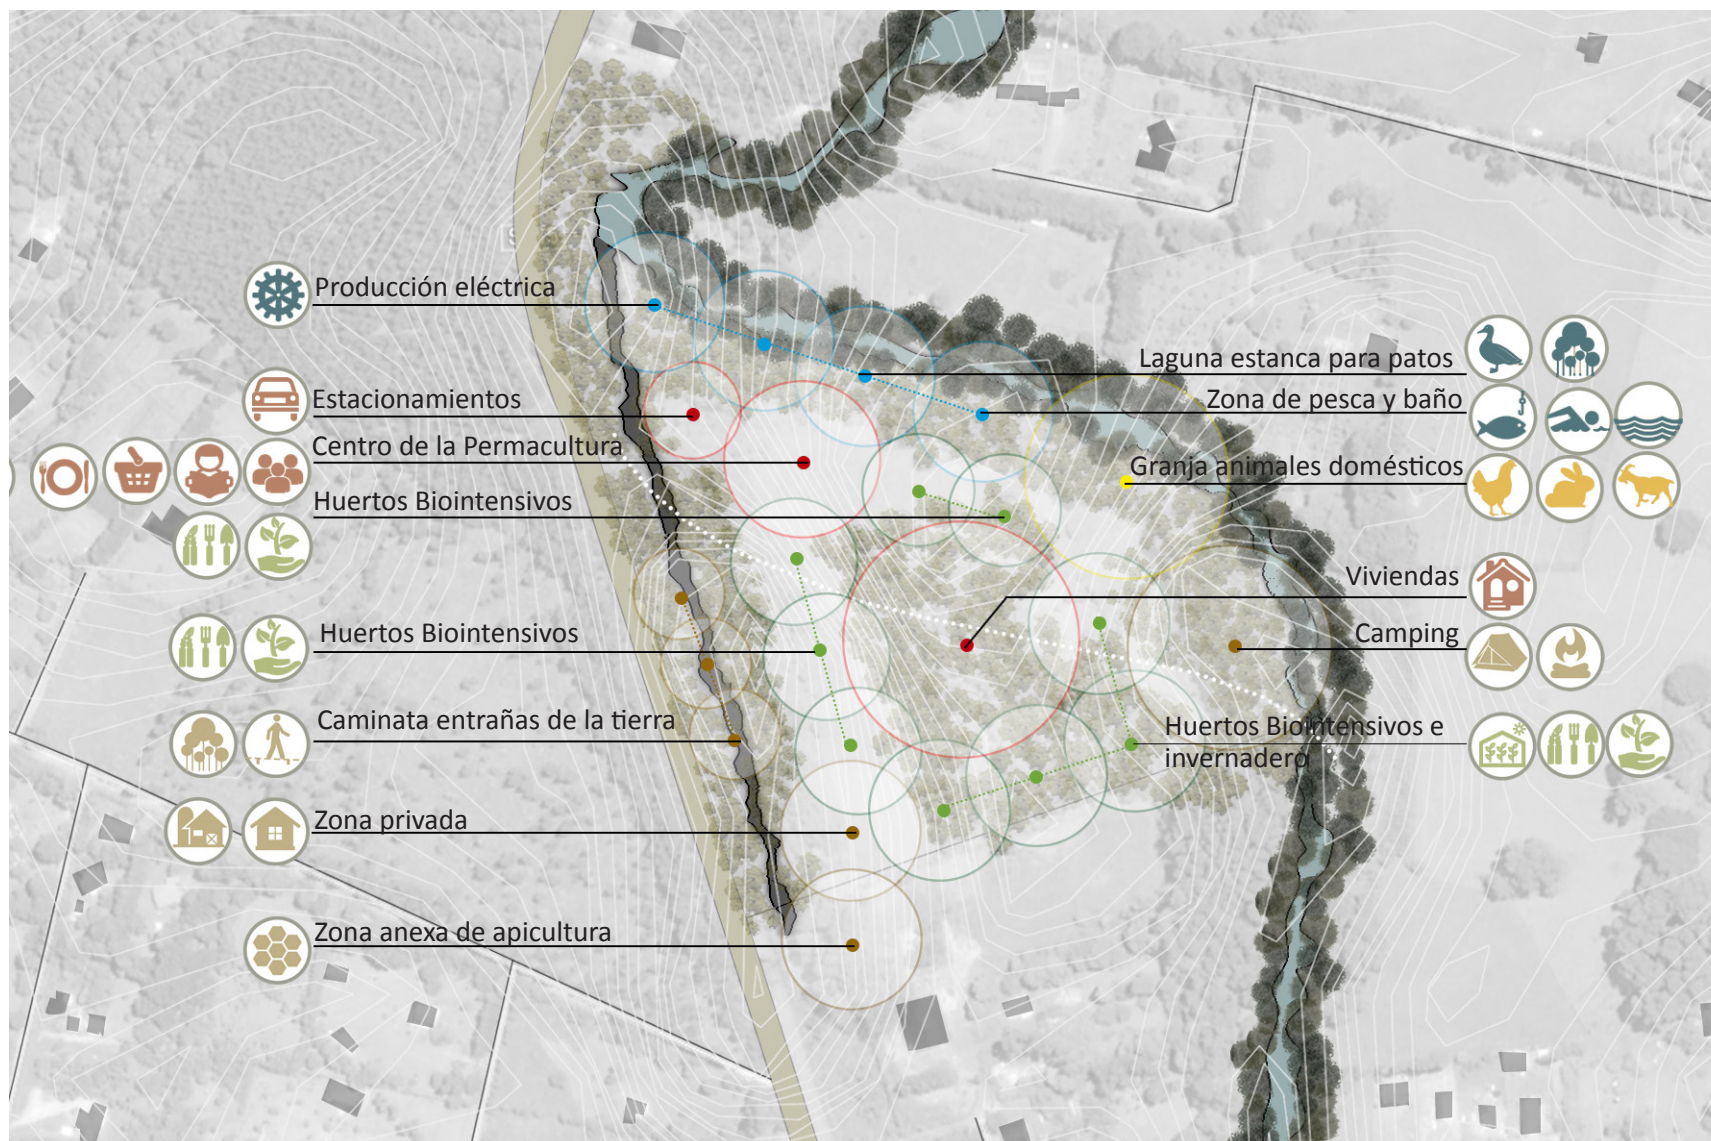 Producción eléctrica
Estacionamientos
Centro de la Permacultura
Huertos Biointensivos
Huertos Biointensivos
Caminata entrañas de la tierra
Zona privada
Zona anexa de apicultura
Laguna estanca para patos
Zona de pesca y baño
Granja animales domésticos
Viviendas
Camping
Huertos Biointensivos e
invernadero